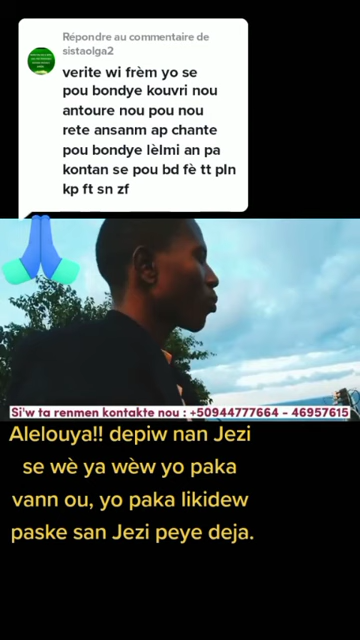 Répondre au commentaire de
sistaolga2
verite wi frèm yo se
pou bondye kouvri nou
antoure nou pou nou
rete ansanm ap chante
pou bondye lèlmi an pa
kontan se pou bd fè tt pln
kp ft sn zf
Si'w ta renmen kontakte nou : +50944777664 - 46957615
Alelouya!! depiw nan Jezi
se wè ya wèw yo paka
vann ou, yo paka likidew
paske san Jezi peye deja.